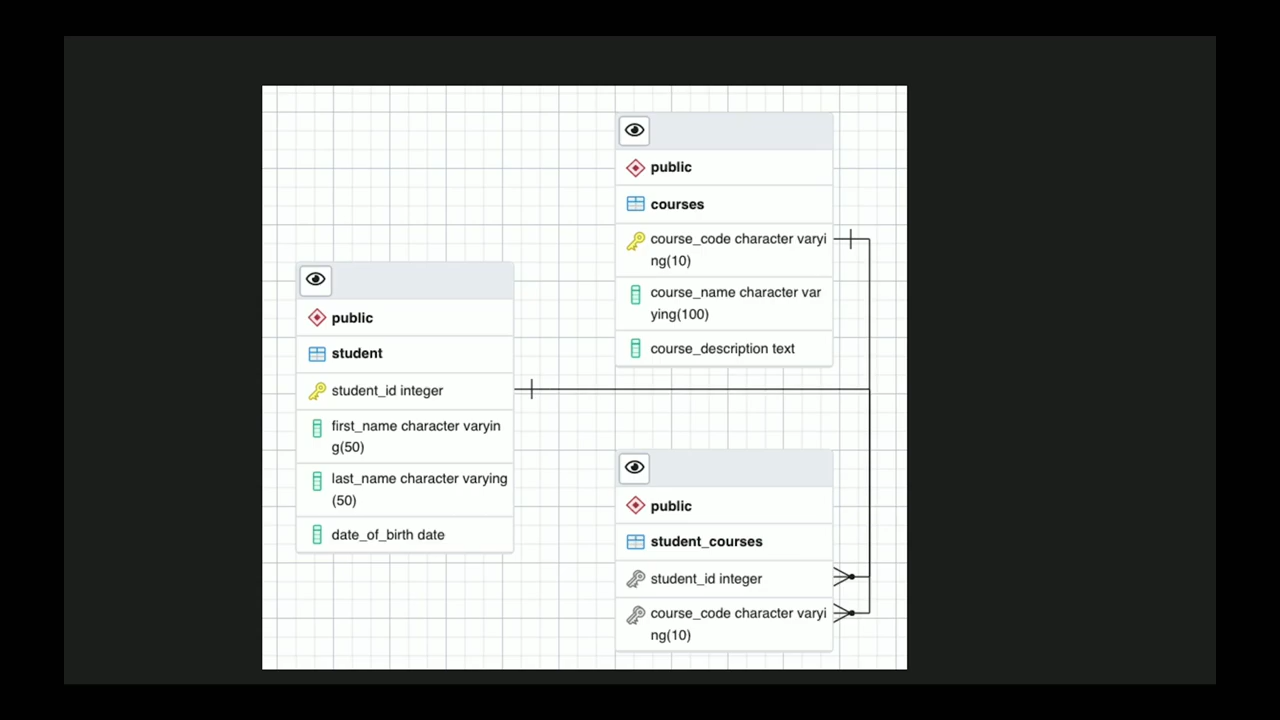 public
student
student_id integer
first_name character varyin
g(50)
last_name character varying
(50)
date_of_birth date
public
courses
course_code character varyi
ng(10)
course_name character var
ying(100)
course_description text
public
student_courses
student_id integer
course_code character varyi
ng(10)